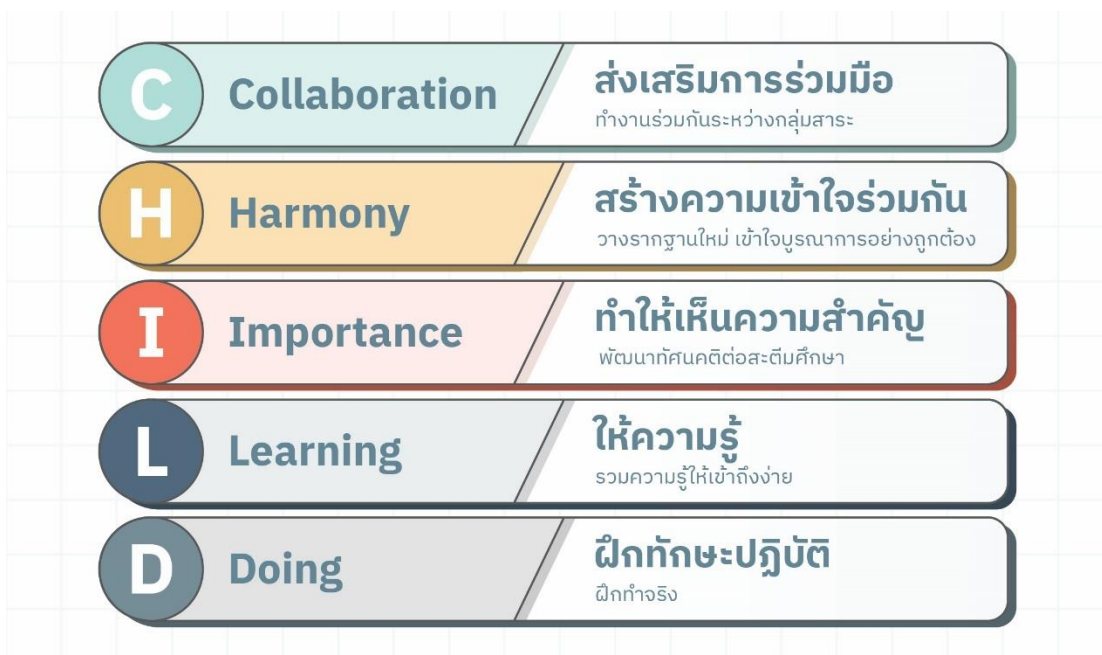 C Collaboration
ส่งเสริมการร่วมมือ
ทำงานร่วมกันระหว่างกลุ่มสาระ
H Harmony
สร้างความเข้าใจร่วมกัน
วางรากฐานใหม่ เข้าใจบูรณาการอย่างถูกต้อง
I Importance
ทำให้เห็นความสำคัญ
พัฒนาทัศนคติต่อสะตีมศึกษา
L Learning
ให้ความรู้
รวมความรู้ให้เข้าถึงง่าย
D Doing
ฝึกทักษะปฏิบัติ
ฝึกทำจริง